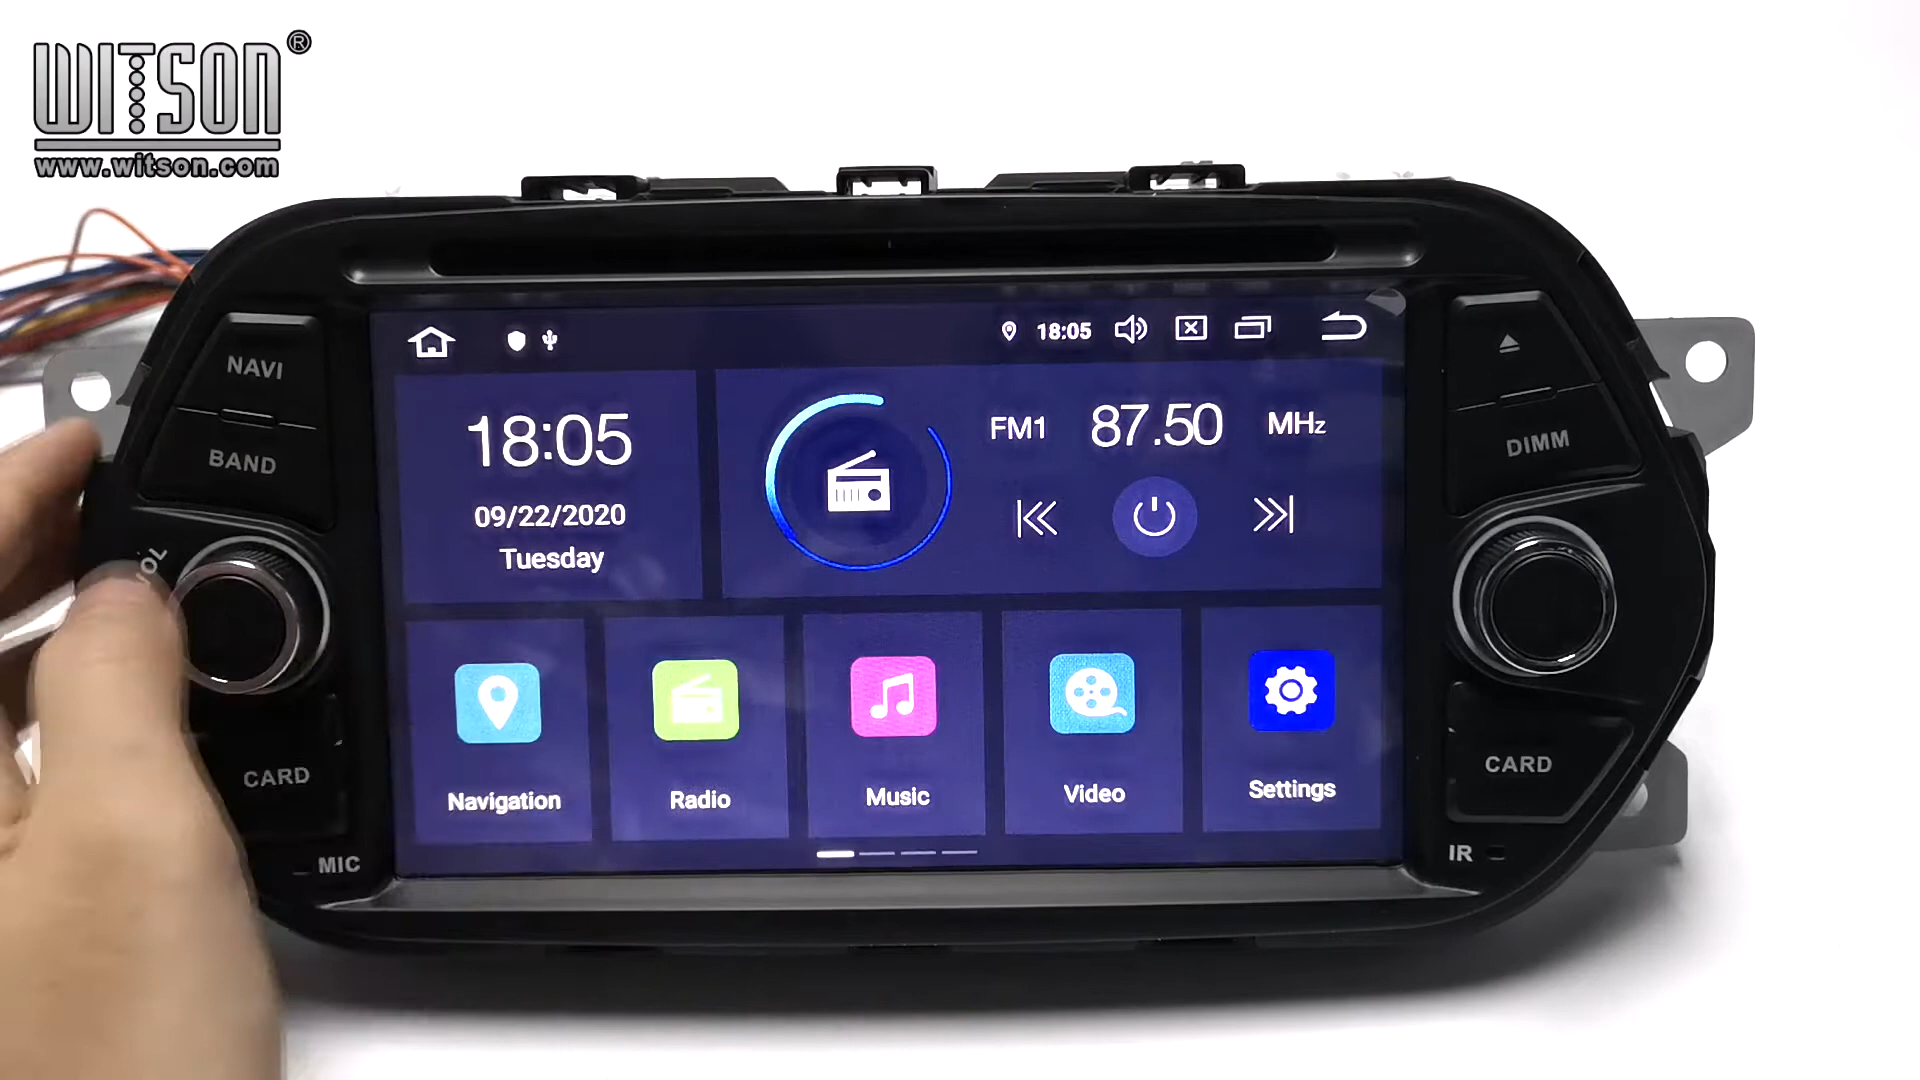 WITSON®
www.witson.com
18:05
NAVI
BAND
VOL
CARD
MIC
18:05
09/22/2020
Tuesday
FM1 87.50 MHz
Navigation
Radio
Music
Video
Settings
DIMM
CARD
IR